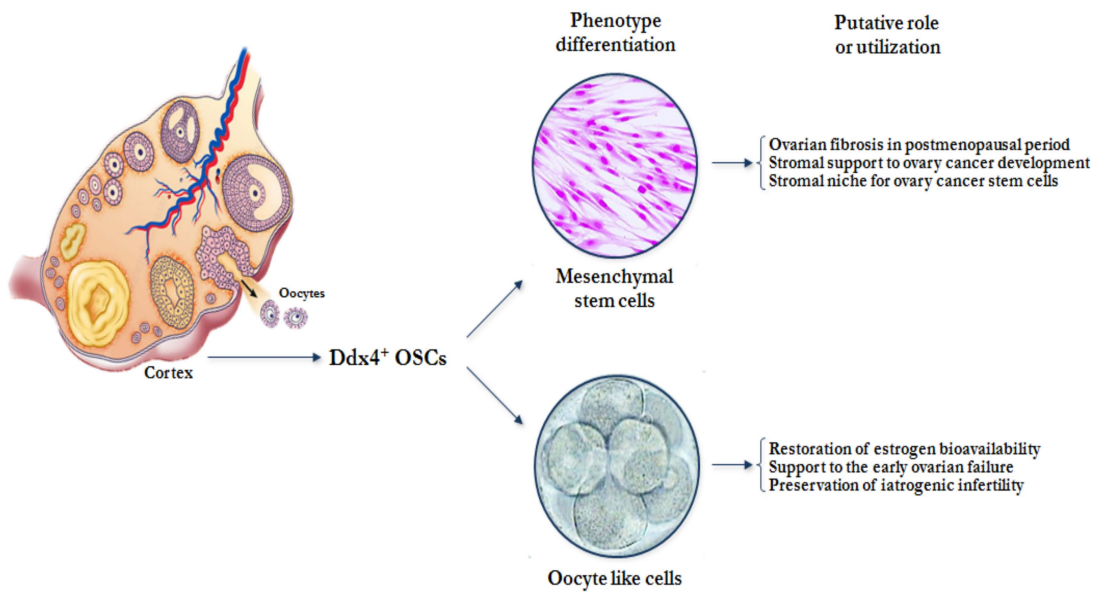 Phenotype
differentiation
Putative role
or utilization
Ovarian fibrosis in postmenopausal period
Stromal support to ovary cancer development
Stromal niche for ovary cancer stem cells
Mesenchymal
stem cells
Oocytes
Cortex
Ddx4⁺ OSCs
Restoration of estrogen bioavailability
Support to the early ovarian failure
Preservation of iatrogenic infertility
Oocyte like cells